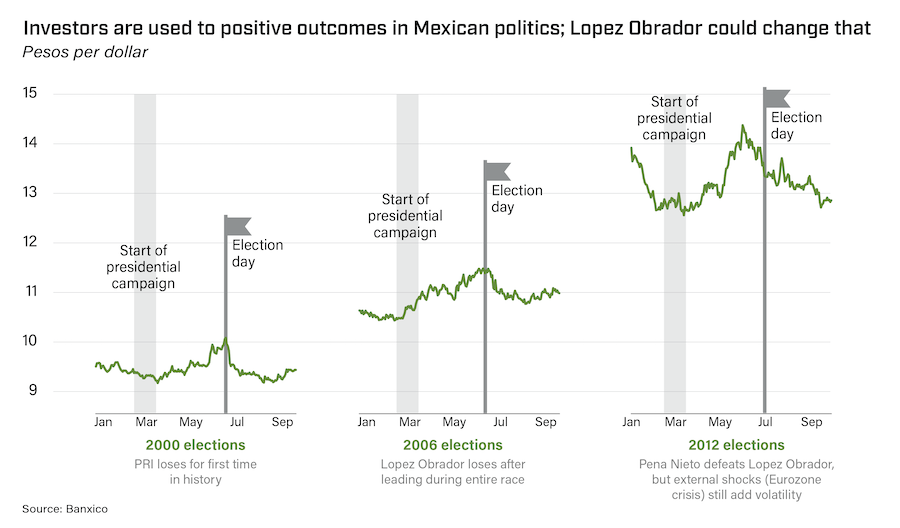 Investors are used to positive outcomes in Mexican politics; Lopez Obrador could change that
Pesos per dollar
15
14
13
12
11
10
9
Start of
presidential
campaign
Election
day
Jan
Mar
May
Jul
Sep
2000 elections
PRI loses for first time
in history
Start of
presidential
campaign
Election
day
Jan
Mar
May
Jul
Sep
2006 elections
Lopez Obrador loses after
leading during entire race
Start of
presidential
campaign
Election
day
Jan
Mar
May
Jul
Sep
2012 elections
Pena Nieto defeats Lopez Obrador,
but external shocks (Eurozone
crisis) still add volatility
Source: Banxico